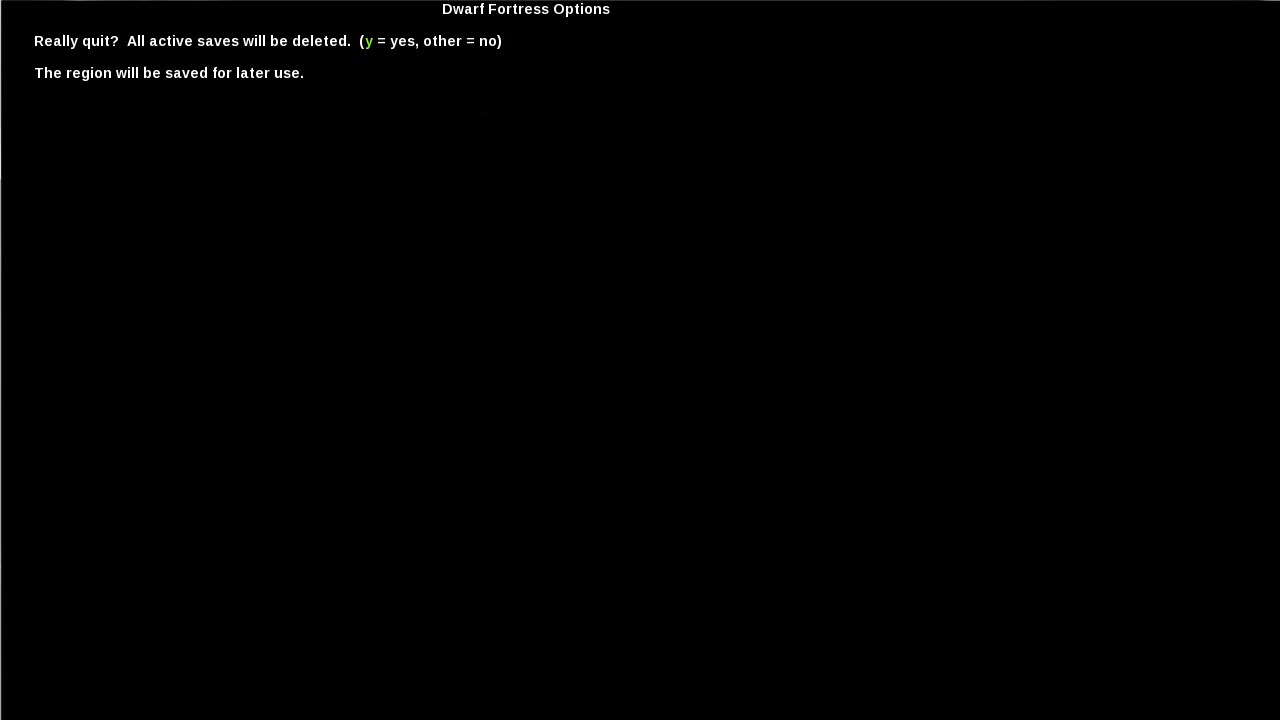 Dwarf Fortress Options
Really quit?  All active saves will be deleted.  (y = yes, other = no)
The region will be saved for later use.